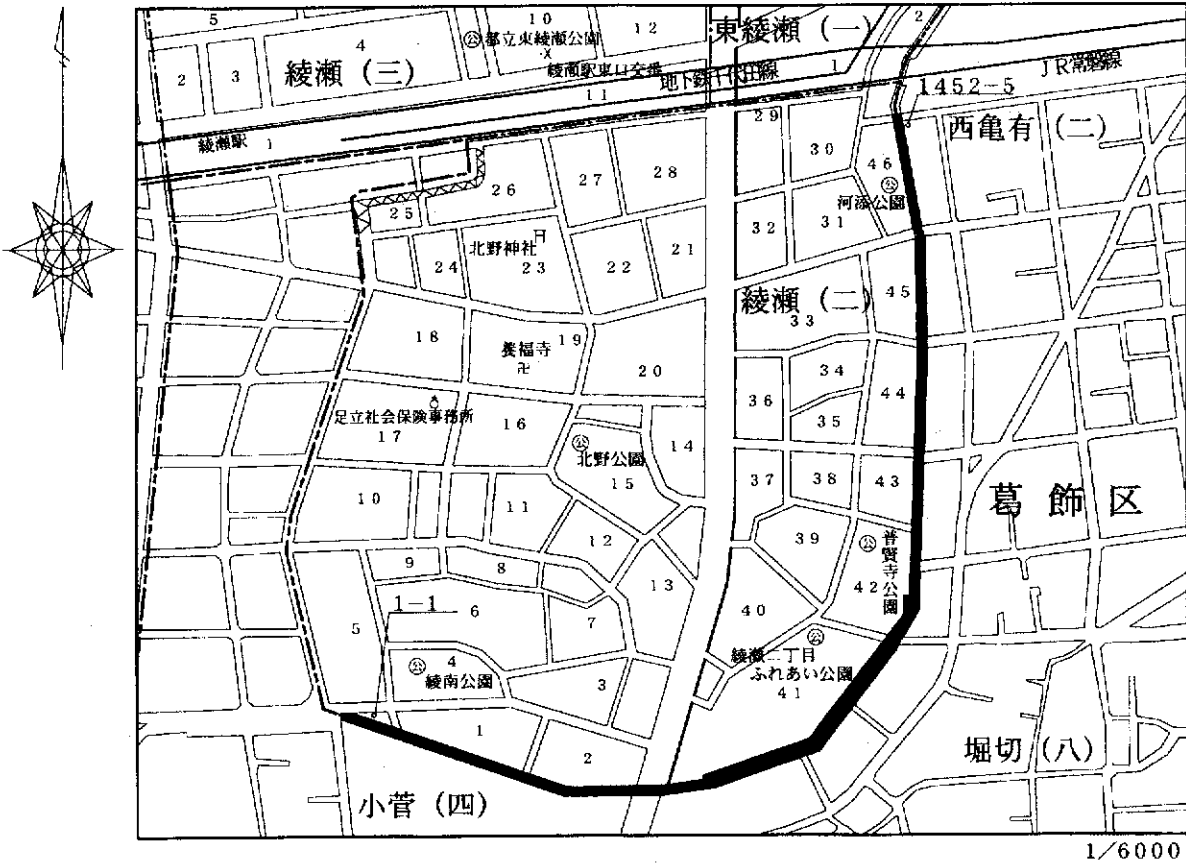 5
10
12
東綾瀬（一）
2
4
㊂都立東綾瀬公園
2
3
綾瀬（三）
綾瀬駅東口交番
地下鉄千代田線
1
JR常磐線
11
1452-5
綾瀬駅
1
29
3
西亀有（二）
30
46
28
27
26
公
河添公園
25
31
32
北野神社
21
24
23
22
45
綾瀬（二）
33
18
19
養福寺
卍
20
34
44
36
足立社会保険事務所
17
16
35
14
公
北野公園
15
37
38
43
10
11
葛飾区
12
39
公
普賢寺公園
9
8
42
13
1-1
6
40
5
7
公
綾瀬二丁目
ふれあい公園
41
公
4
綾南公園
3
1
2
堀切（八）
小菅（四）
1/6000